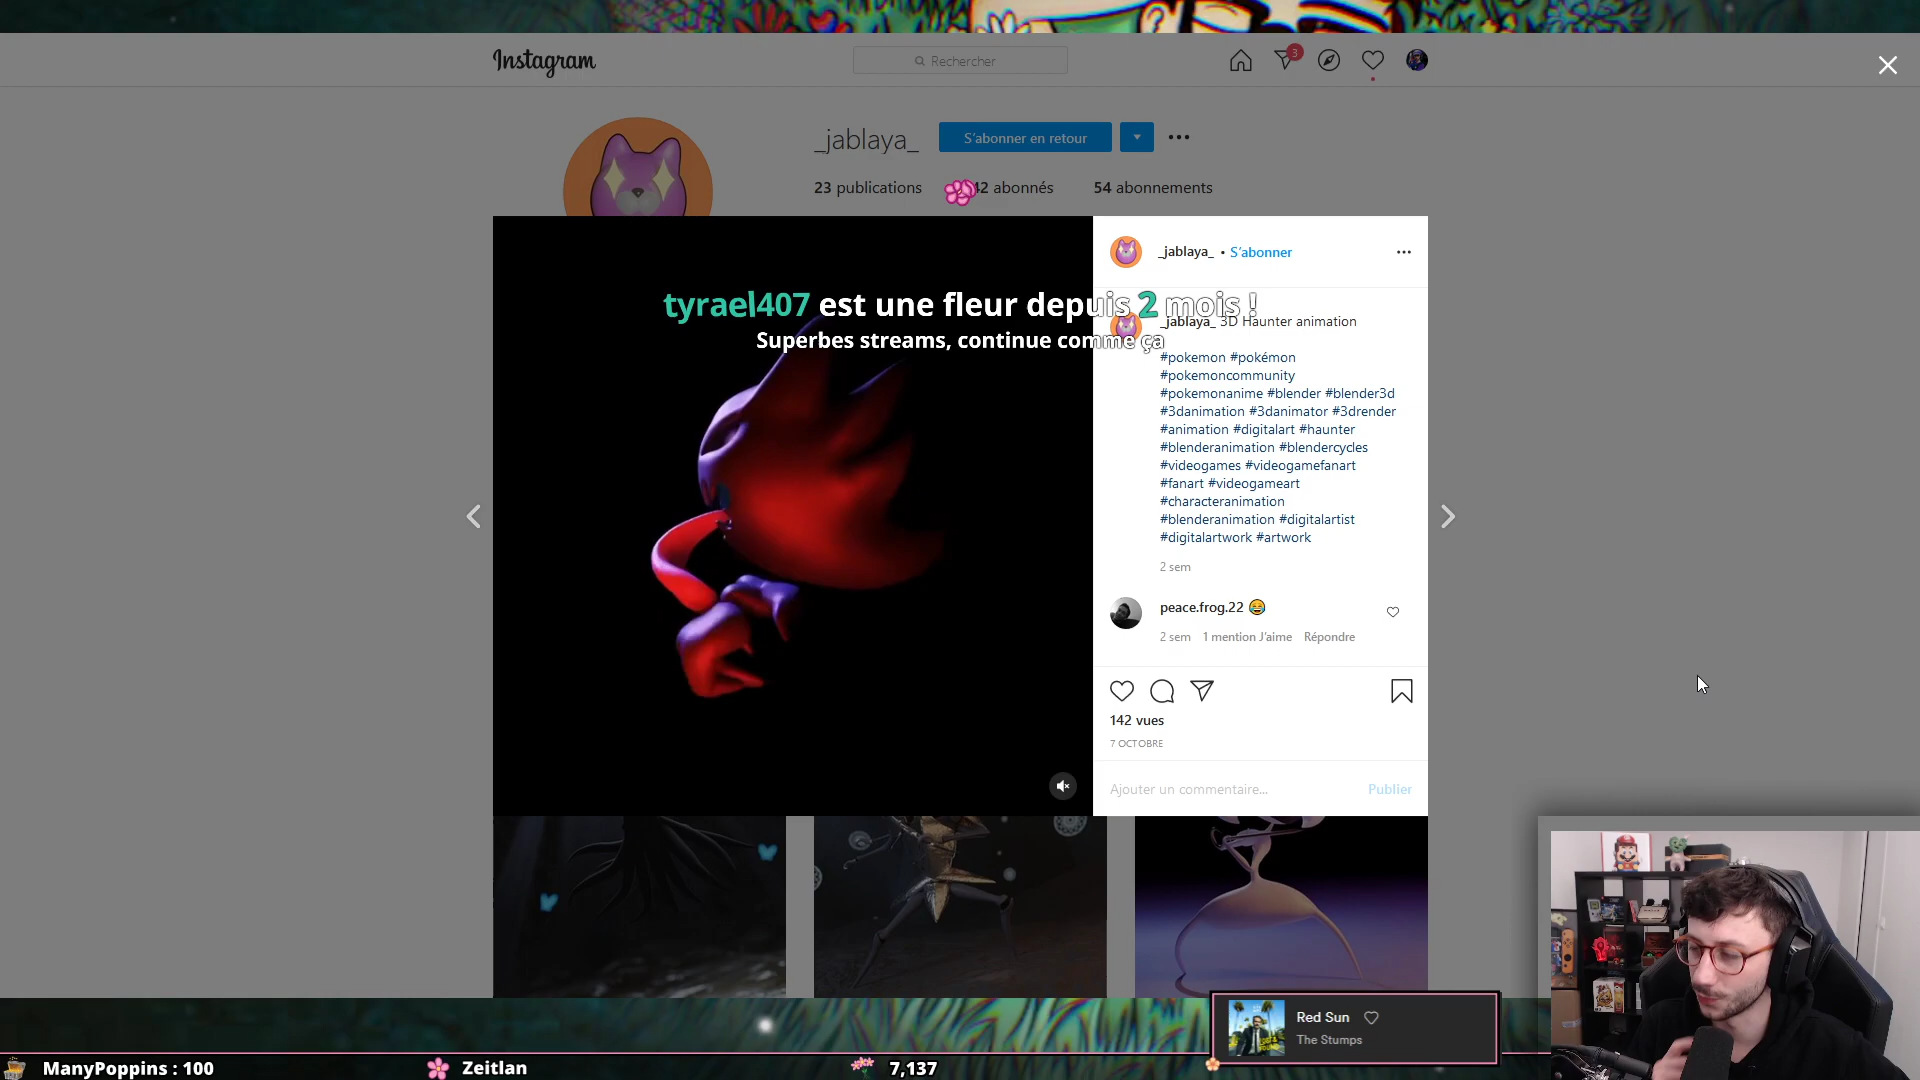 Instagram
Rechercher
3
_jablaya_
S'abonner en retour
23 publications
42 abonnés
54 abonnements
_jablaya_ • S'abonner
tyrael407 est une fleur depuis 2 mois !
Superbes streams, continue comme ça
_jablaya_ 3D Haunter animation
#pokemon #pokémon
#pokemoncommunity
#pokemonanime #blender #blender3d
#3danimation #3danimator #3drender
#animation #digitalart #haunter
#blenderanimation #blendercycles
#videogames #videogamefanart
#fanart #videogameart
#characteranimation
#blenderanimation #digitalartist
#digitalartwork #artwork
2 sem
peace.frog.22 😂
2 sem 1 mention J'aime Répondre
142 vues
7 OCTOBRE
Ajouter un commentaire...
Publier
Red Sun
The Stumps
ManyPoppins : 100
Zeitlan
7,137